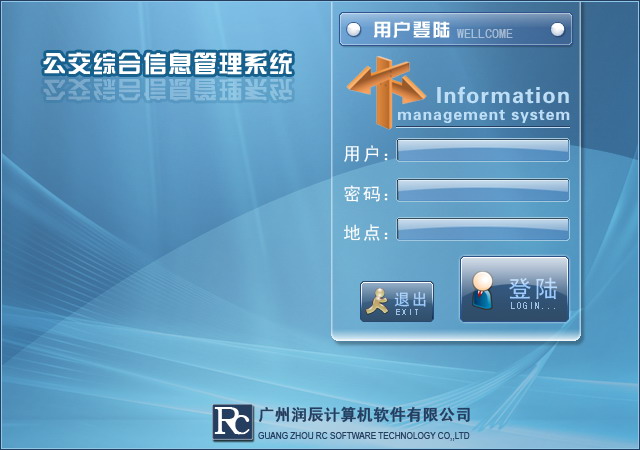 公交综合信息管理系统
用户登陆 WELLCOME
Information
management system
用户：
密码：
地点：
退出
EXIT
登陆
LOGIN...
RC 广州润辰计算机软件有限公司
GUANG ZHOU RC SOFTWARE TECHNOLOGY CO,,LTD